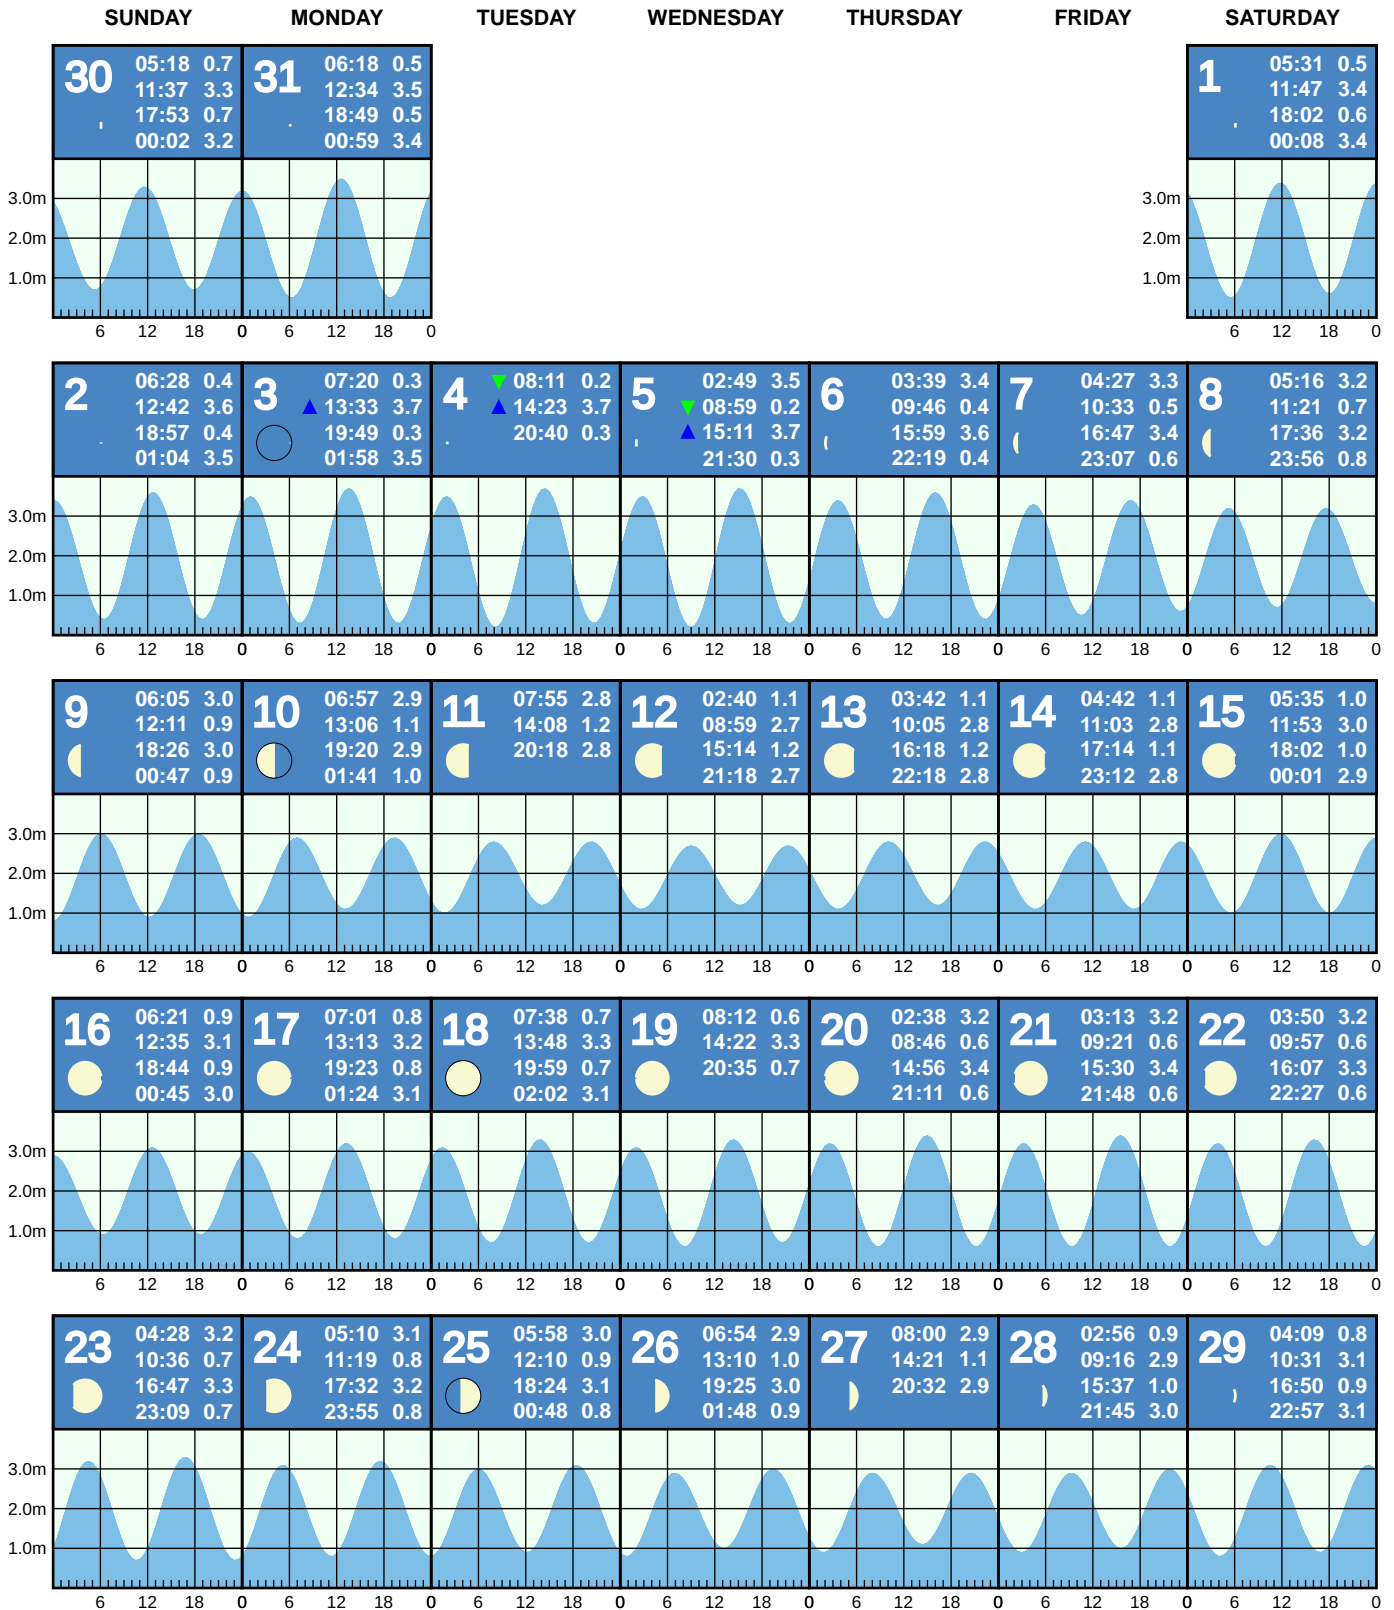 SUNDAY MONDAY TUESDAY WEDNESDAY THURSDAY FRIDAY SATURDAY
30 31 1
05:18 0.7 06:18 0.5 05:31 0.5
11:37 3.3 12:34 3.5 11:47 3.4
17:53 0.7 18:49 0.5 18:02 0.6
00:02 3.2 00:59 3.4 00:08 3.4
3.0m 3.0m
2.0m 2.0m
1.0m 1.0m
6 12 18 0 6 12 18 0 6 12 18 0
2 3 4 5 6 7 8
06:28 0.4 07:20 0.3 08:11 0.2 02:49 3.5 03:39 3.4 04:27 3.3 05:16 3.2
12:42 3.6 13:33 3.7 14:23 3.7 08:59 0.2 09:46 0.4 10:33 0.5 11:21 0.7
18:57 0.4 19:49 0.3 20:40 0.3 15:11 3.7 15:59 3.6 16:47 3.4 17:36 3.2
01:04 3.5 01:58 3.5 21:30 0.3 22:19 0.4 23:07 0.6 23:56 0.8
3.0m
2.0m
1.0m
6 12 18 0 6 12 18 0 6 12 18 0 6 12 18 0 6 12 18 0 6 12 18 0 6 12 18 0
9 10 11 12 13 14 15
06:05 3.0 06:57 2.9 07:55 2.8 02:40 1.1 03:42 1.1 04:42 1.1 05:35 1.0
12:11 0.9 13:06 1.1 14:08 1.2 08:59 2.7 10:05 2.8 11:03 2.8 11:53 3.0
18:26 3.0 19:20 2.9 20:18 2.8 15:14 1.2 16:18 1.2 17:14 1.1 18:02 1.0
00:47 0.9 01:41 1.0 21:18 2.7 22:18 2.8 23:12 2.8 00:01 2.9
3.0m
2.0m
1.0m
6 12 18 0 6 12 18 0 6 12 18 0 6 12 18 0 6 12 18 0 6 12 18 0 6 12 18 0
16 17 18 19 20 21 22
06:21 0.9 07:01 0.8 07:38 0.7 08:12 0.6 02:38 3.2 03:13 3.2 03:50 3.2
12:35 3.1 13:13 3.2 13:48 3.3 14:22 3.3 08:46 0.6 09:21 0.6 09:57 0.6
18:44 0.9 19:23 0.8 19:59 0.7 20:35 0.7 14:56 3.4 15:30 3.4 16:07 3.3
00:45 3.0 01:24 3.1 02:02 3.1 21:11 0.6 21:48 0.6 22:27 0.6
3.0m
2.0m
1.0m
6 12 18 0 6 12 18 0 6 12 18 0 6 12 18 0 6 12 18 0 6 12 18 0 6 12 18 0
23 24 25 26 27 28 29
04:28 3.2 05:10 3.1 05:58 3.0 06:54 2.9 08:00 2.9 02:56 0.9 04:09 0.8
10:36 0.7 11:19 0.8 12:10 0.9 13:10 1.0 14:21 1.1 09:16 2.9 10:31 3.1
16:47 3.3 17:32 3.2 18:24 3.1 19:25 3.0 20:32 2.9 15:37 1.0 16:50 0.9
23:09 0.7 23:55 0.8 00:48 0.8 01:48 0.9 21:45 3.0 22:57 3.1
3.0m
2.0m
1.0m
6 12 18 0 6 12 18 0 6 12 18 0 6 12 18 0 6 12 18 0 6 12 18 0 6 12 18 0